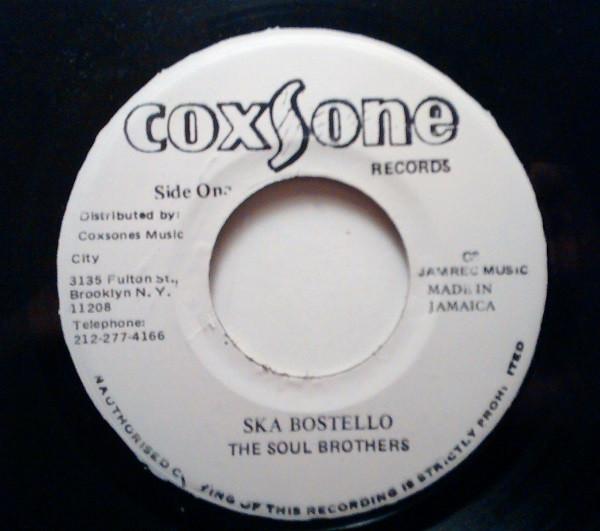 coxsone
RECORDS
Side One
Distributed by:
Coxsones Music
City
3135 Fulton St.,
Brooklyn N. Y.
11208
Telephone:
212-277-4166
JAMREC MUSIC
MADE IN
JAMAICA
SKA BOSTELLO
THE SOUL BROTHERS
OF THIS RECORDING IS STRICTLY PROHIBITED